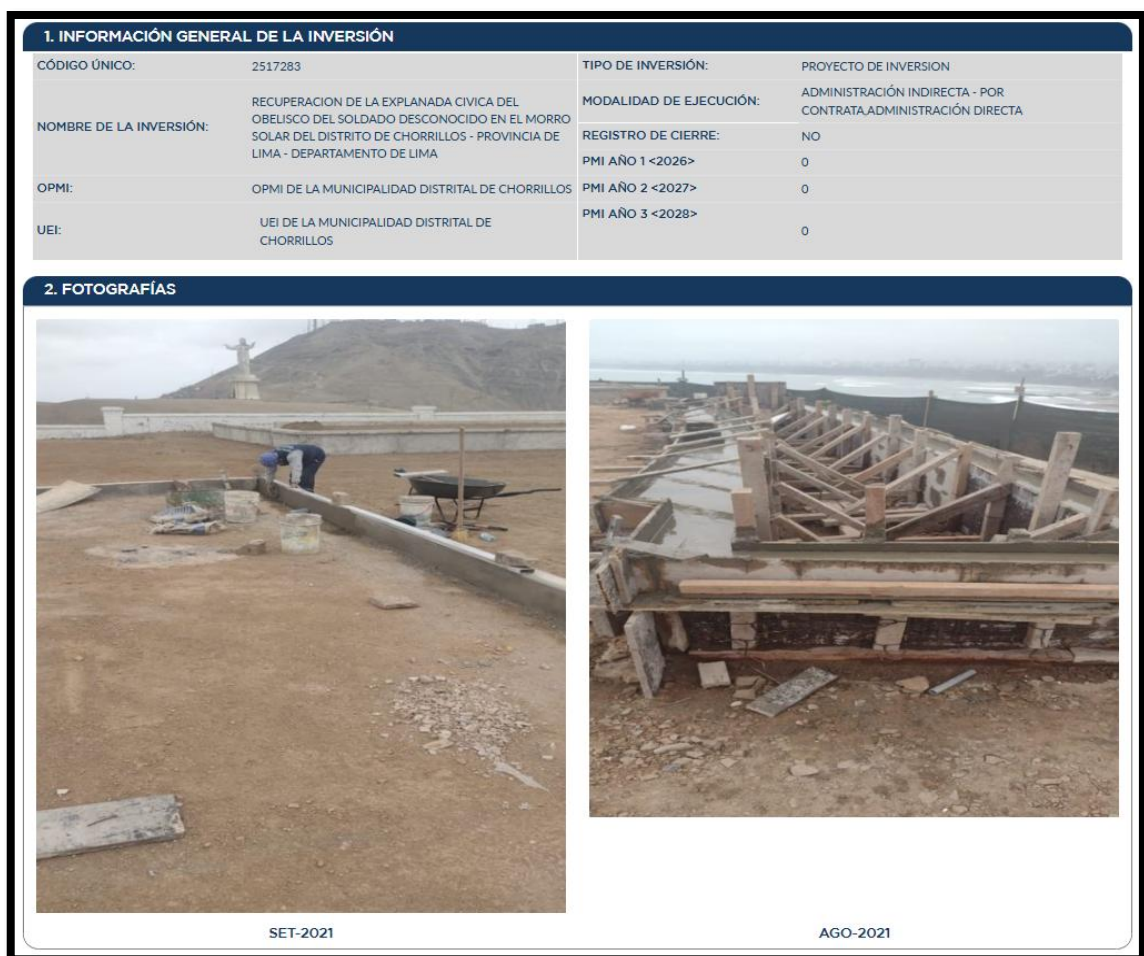 1. INFORMACIÓN GENERAL DE LA INVERSIÓN
CÓDIGO ÚNICO:
2517283
NOMBRE DE LA INVERSIÓN:
RECUPERACION DE LA EXPLANADA CIVICA DEL
OBELISCO DEL SOLDADO DESCONOCIDO EN EL MORRO
SOLAR DEL DISTRITO DE CHORRILLOS - PROVINCIA DE
LIMA - DEPARTAMENTO DE LIMA
OPMI:
OPMI DE LA MUNICIPALIDAD DISTRITAL DE CHORRILLOS
UEI:
UEI DE LA MUNICIPALIDAD DISTRITAL DE
CHORRILLOS
TIPO DE INVERSIÓN:
PROYECTO DE INVERSION
MODALIDAD DE EJECUCIÓN:
ADMINISTRACIÓN INDIRECTA - POR
CONTRATA,ADMINISTRACIÓN DIRECTA
REGISTRO DE CIERRE:
NO
PMI AÑO 1 <2026>
0
PMI AÑO 2 <2027>
0
PMI AÑO 3 <2028>
0
2. FOTOGRAFÍAS
SET-2021
AGO-2021